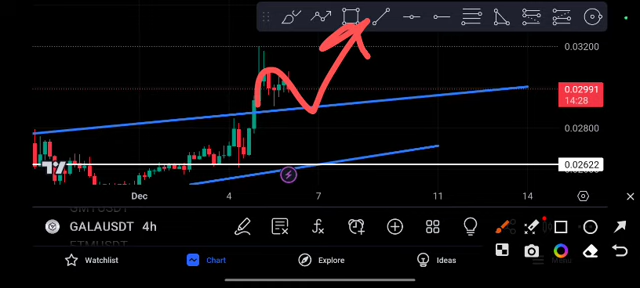 0.03200
0.02991
14:28
0.02800
0.02622
Dec 4 7 11 14
GALAUSDT 4h
Watchlist Chart Explore Ideas Menu